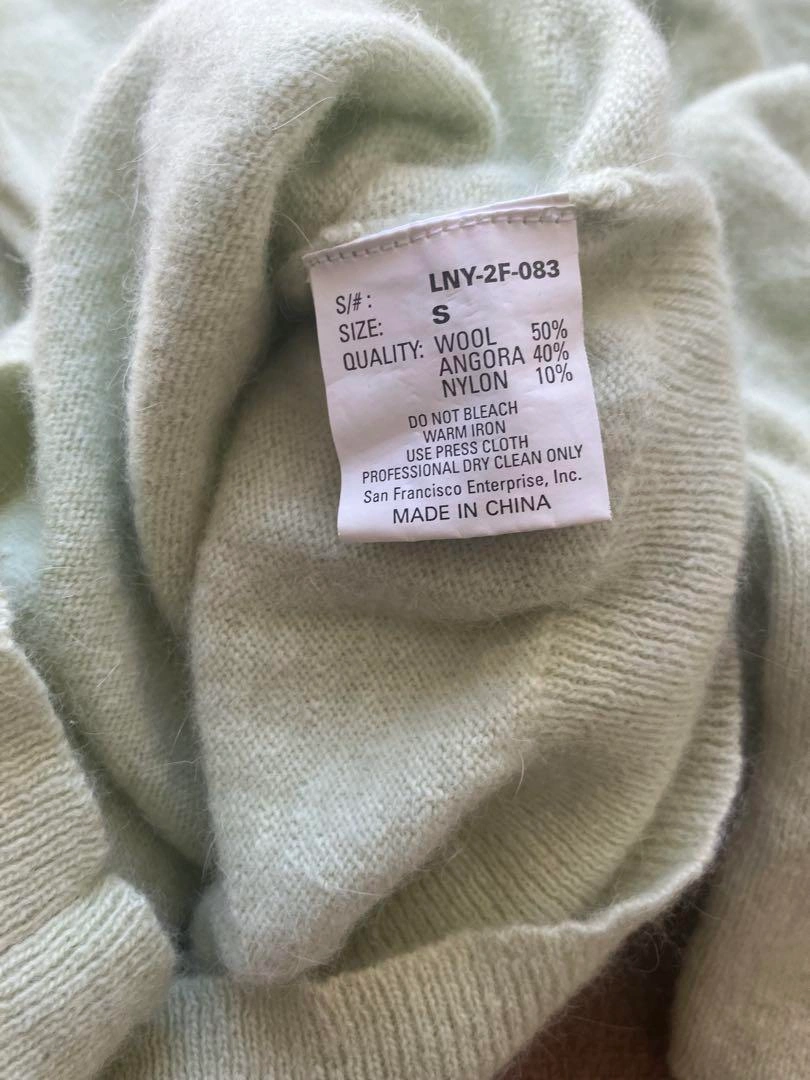 S/#: LNY-2F-083
SIZE: S
QUALITY: WOOL 50%
ANGORA 40%
NYLON 10%
DO NOT BLEACH
WARM IRON
USE PRESS CLOTH
PROFESSIONAL DRY CLEAN ONLY
San Francisco Enterprise, Inc.
MADE IN CHINA